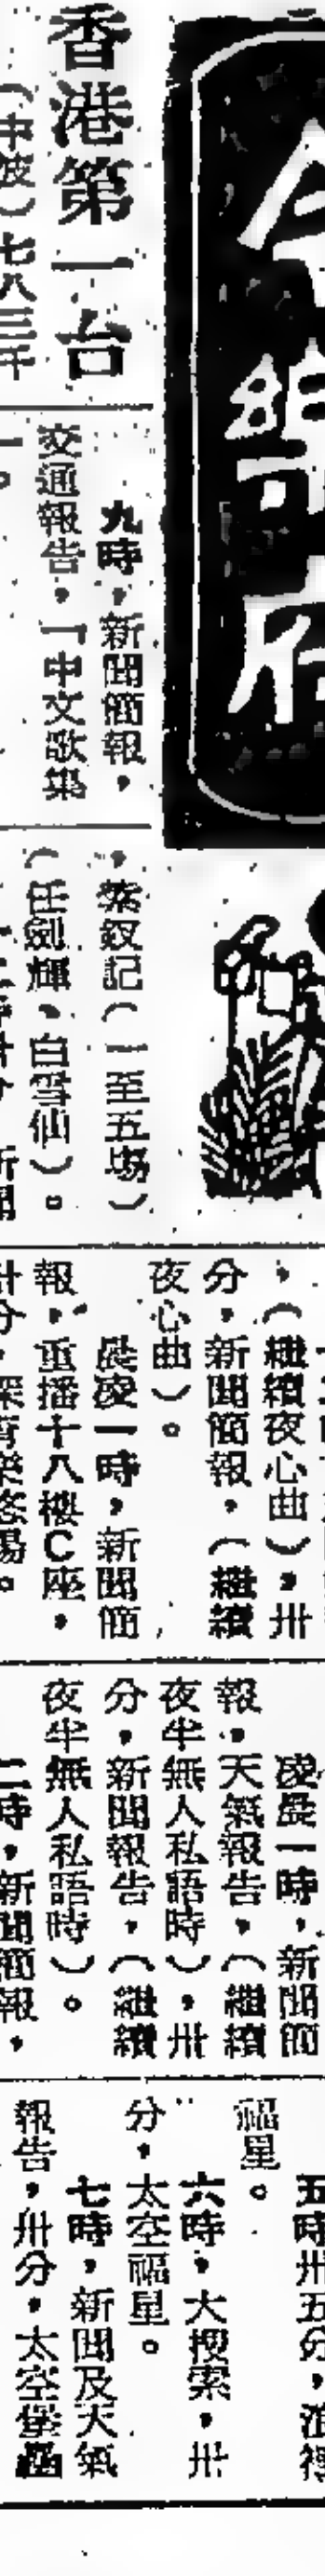 香港第一台
（中波）七八三千
九時，新聞簡報，
交通報告，「中文歌集
」。
，紫釵記（一至五場）
（任劍輝、白雪仙）。
，（繼續夜心曲），卅
分，新聞簡報，（繼續
夜心曲）。
晨凌一時，新聞簡
報，重播十八樓C座，
卅分，深宵樂悠揚。
凌晨一時，新聞簡
報，天氣報告，（繼續
夜半無人私語時），卅
分，新聞報告，（繼續
夜半無人私語時）。
二時，新聞簡報，
五時卅五分，
福星。
六時，大搜索，卅
分，太空福星。
七時，新聞及天氣
報告，卅分，太空堡壘